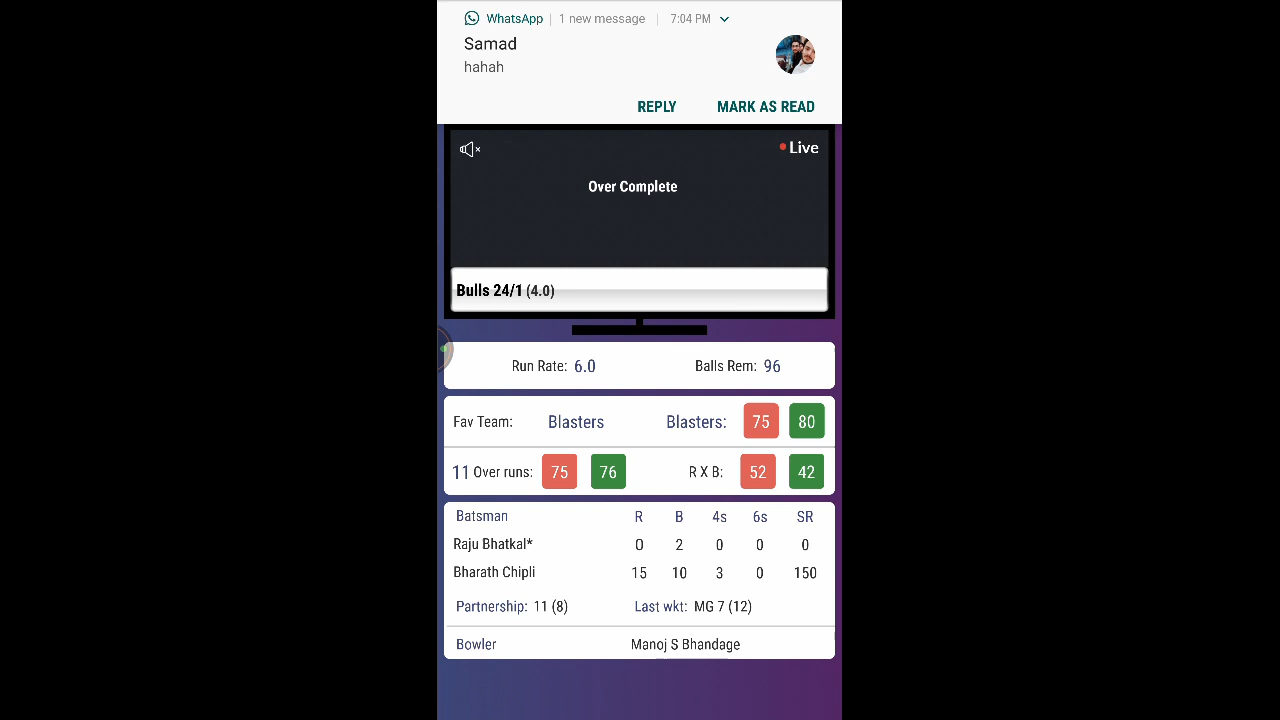 WhatsApp | 1 new message | 7:04 PM
Samad
hahah
REPLY MARK AS READ
Live
Over Complete
Bulls 24/1 (4.0)
Run Rate: 6.0 Balls Rem: 96
Fav Team: Blasters Blasters: 75 80
11 Over runs: 75 76 R X B: 52 42
Batsman R B 4s 6s SR
Raju Bhatkal* 0 2 0 0 0
Bharath Chipli 15 10 3 0 150
Partnership: 11 (8) Last wkt: MG 7 (12)
Bowler Manoj S Bhandage